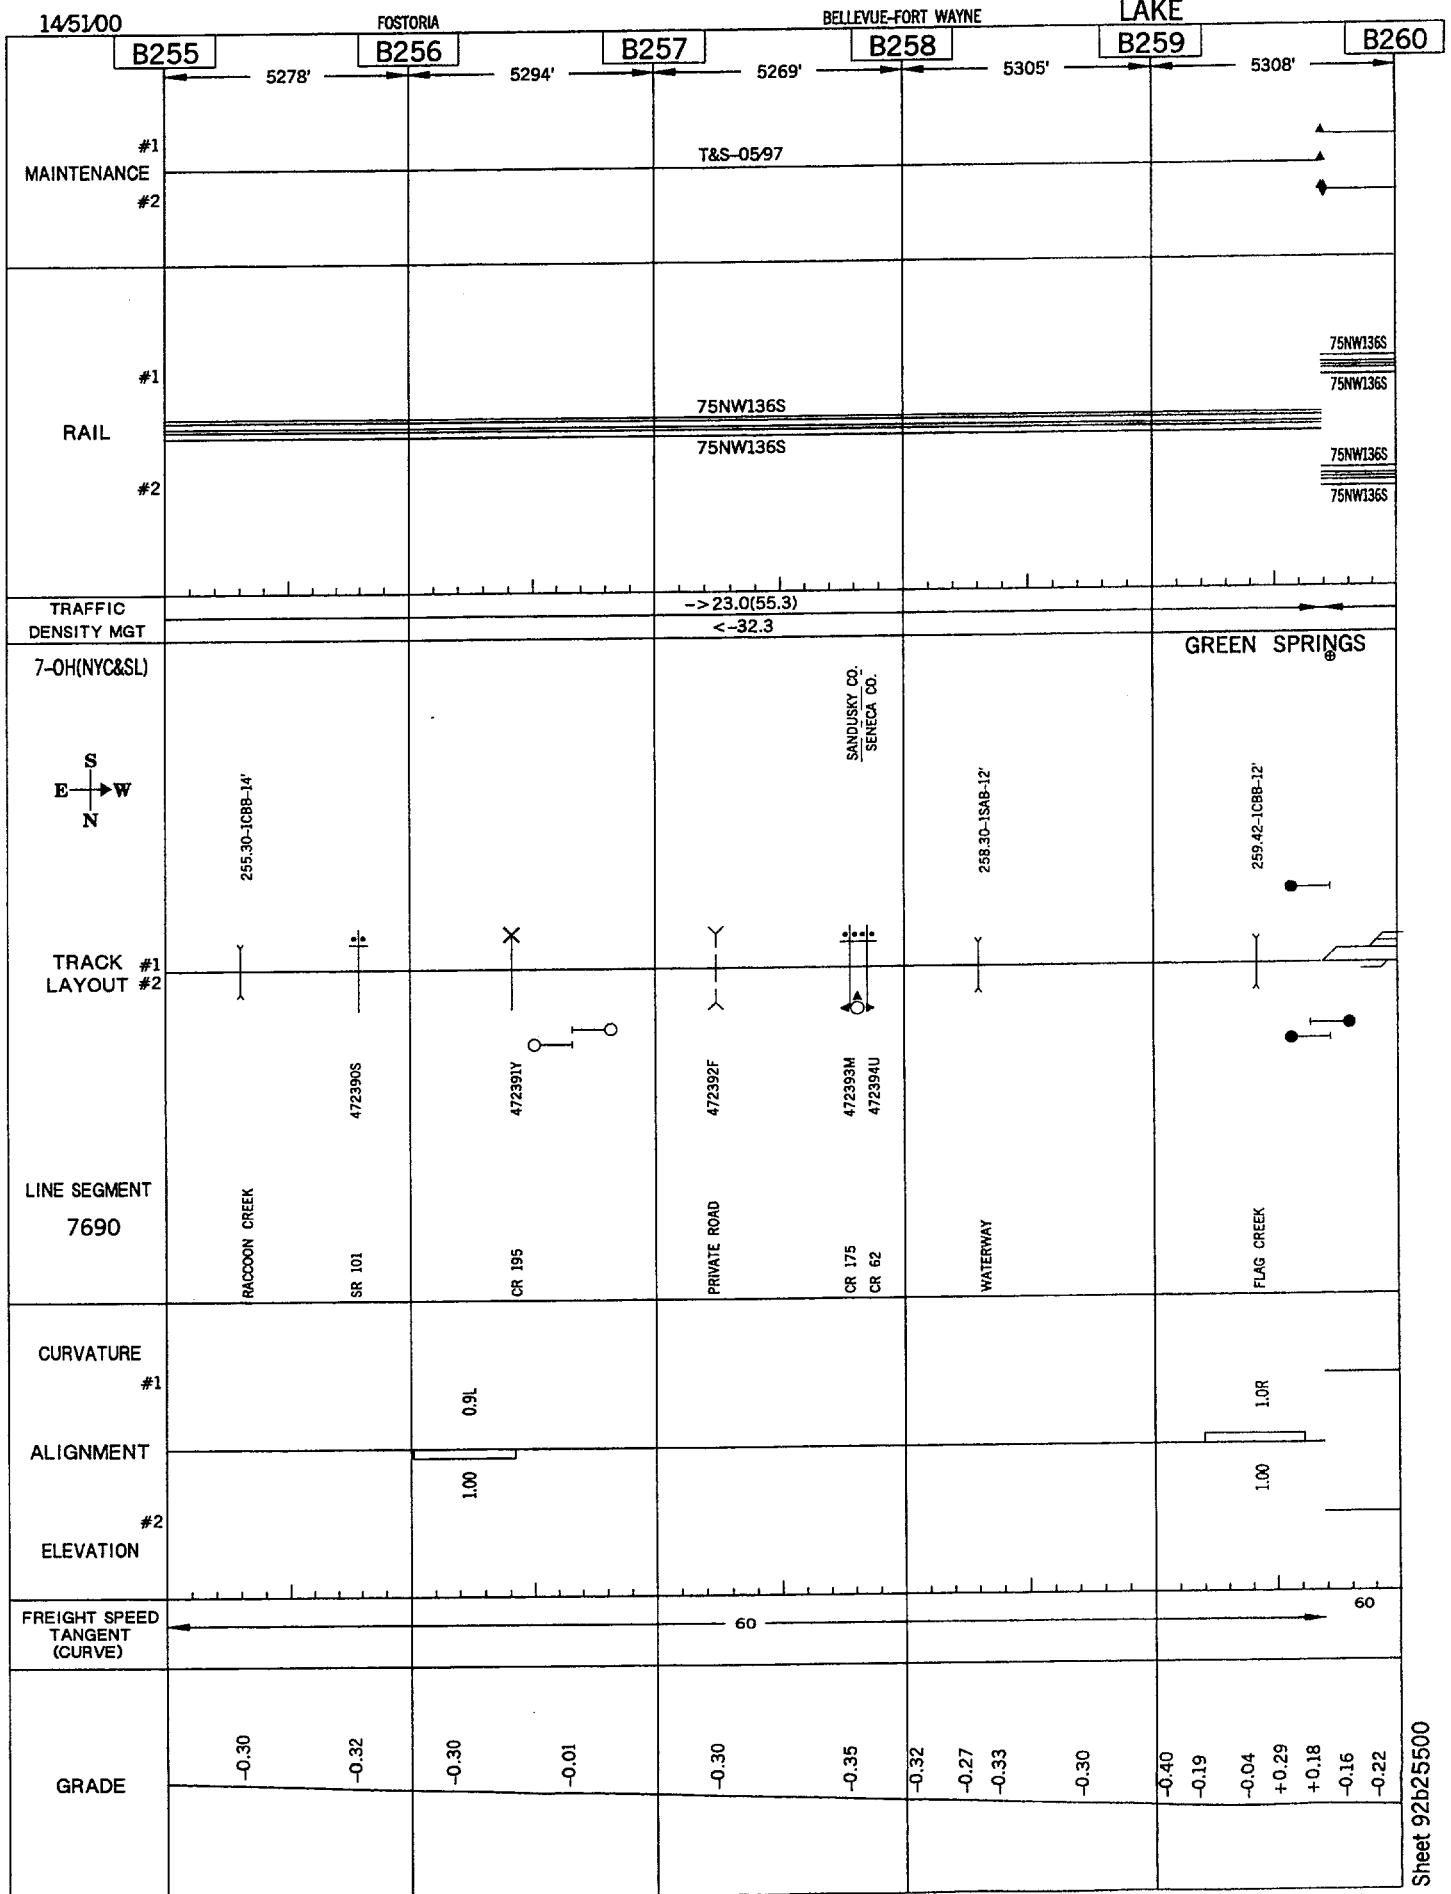 14/51/00 FOSTORIA BELLEVUE-FORT WAYNE LAKE
B255 B256 B257 B258 B259 B260
5278' 5294' 5269' 5305' 5308'
#1
MAINTENANCE
#2
T&S-05/97
RAIL
#1
#2
75NW136S
75NW136S
75NW136S
75NW136S
75NW136S
75NW136S
TRAFFIC
DENSITY MGT
->23.0(55.3)
<-32.3
7-OH(NYC&SL)
GREEN SPRINGS
SANDUSKY CO.
SENECA CO.
S
E W
N
255.30-1CBB-14'
258.30-1SAB-12'
259.42-1CBB-12'
TRACK #1
LAYOUT #2
472390S
472391Y
472392F
472393M
472394U
LINE SEGMENT
7690
RACCOON CREEK
SR 101
CR 195
PRIVATE ROAD
CR 175
CR 62
WATERWAY
FLAG CREEK
CURVATURE
#1
0.9L
1.0R
ALIGNMENT
1.00
1.00
#2
ELEVATION
FREIGHT SPEED
TANGENT
(CURVE)
60
60
GRADE
-0.30
-0.32
-0.30
-0.01
-0.30
-0.35
-0.32
-0.27
-0.33
-0.30
-0.40
-0.19
-0.04
+0.29
+0.18
-0.16
-0.22
Sheet 92b25500